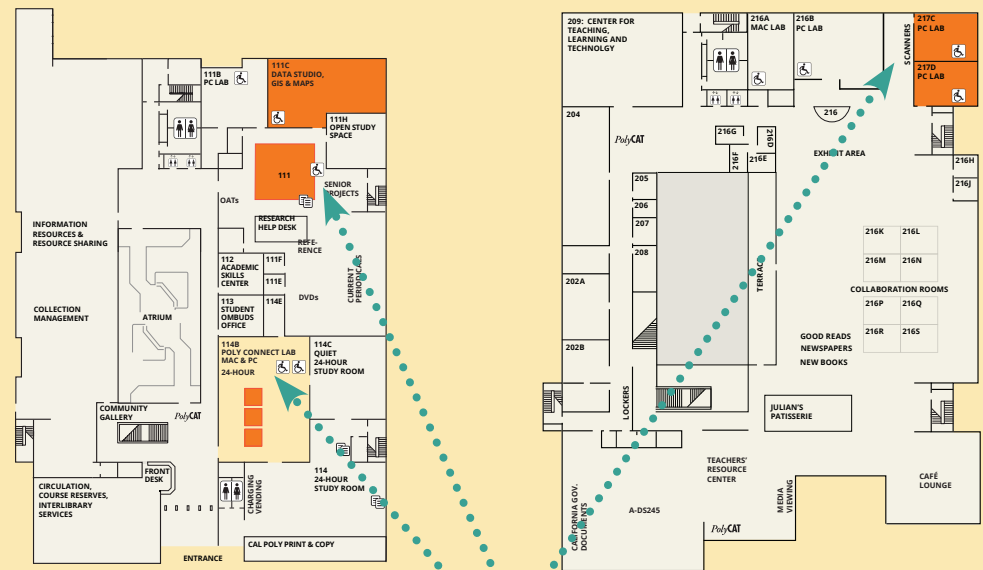 111B
PC LAB
111C
DATA STUDIO,
GIS & MAPS
111H
OPEN STUDY
SPACE
111
SENIOR
PROJECTS
OATs
RESEARCH
HELP DESK
REFE-
RENCE
INFORMATION
RESOURCES &
RESOURCE SHARING
112
ACADEMIC
SKILLS
CENTER
111F
111E
CURRENT
PERIODICALS
DVDs
113
STUDENT
OMBUDS
OFFICE
114E
COLLECTION
MANAGEMENT
ATRIUM
114B
POLY CONNECT LAB
MAC & PC
24-HOUR
114C
QUIET
24-HOUR
STUDY ROOM
COMMUNITY
GALLERY
PolyCAT
FRONT
DESK
CHARGING
VENDING
114
24-HOUR
STUDY ROOM
CIRCULATION,
COURSE RESERVES,
INTERLIBRARY
SERVICES
ENTRANCE
CAL POLY PRINT & COPY
209: CENTER FOR
TEACHING,
LEARNING AND
TECHNOLGY
216A
MAC LAB
216B
PC LAB
SCANNERS
217C
PC LAB
217D
PC LAB
204
PolyCAT
216G
216D
216F
216E
216
EXHIBIT AREA
216H
216J
205
206
207
208
TERRACE
202A
202B
216K
216L
216M
216N
COLLABORATION ROOMS
216P
216Q
216R
216S
GOOD READS
NEWSPAPERS
NEW BOOKS
LOCKERS
JULIAN'S
PATISSERIE
TEACHERS'
RESOURCE
CENTER
CALIFORNIA GOV.
DOCUMENTS
A-DS245
MEDIA
VIEWING
CAFÉ
LOUNGE
PolyCAT